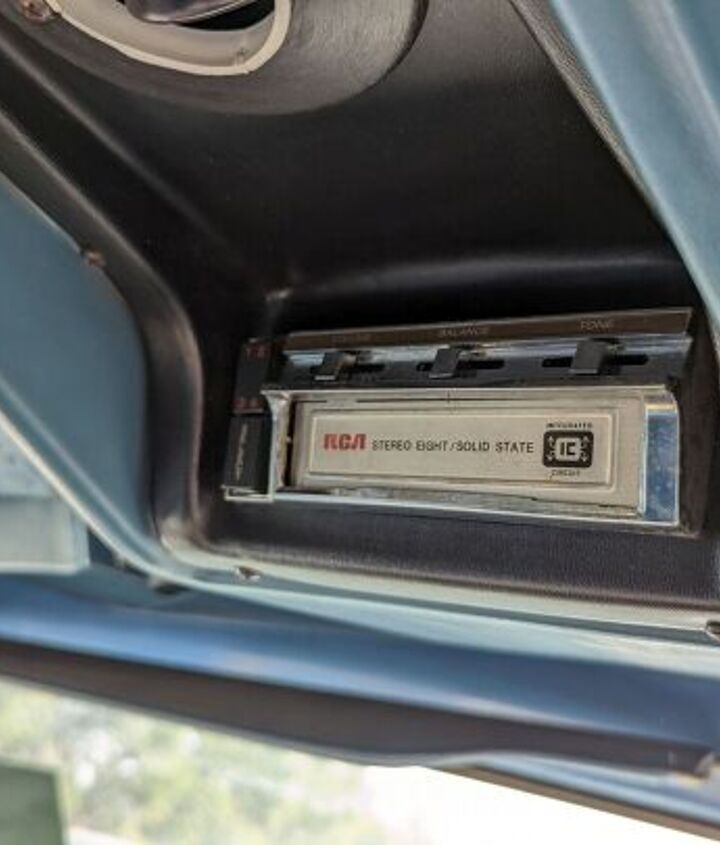 BALANCE
TONE
RCA STEREO EIGHT/SOLID STATE
INTEGRATED
IC
CIRCUIT